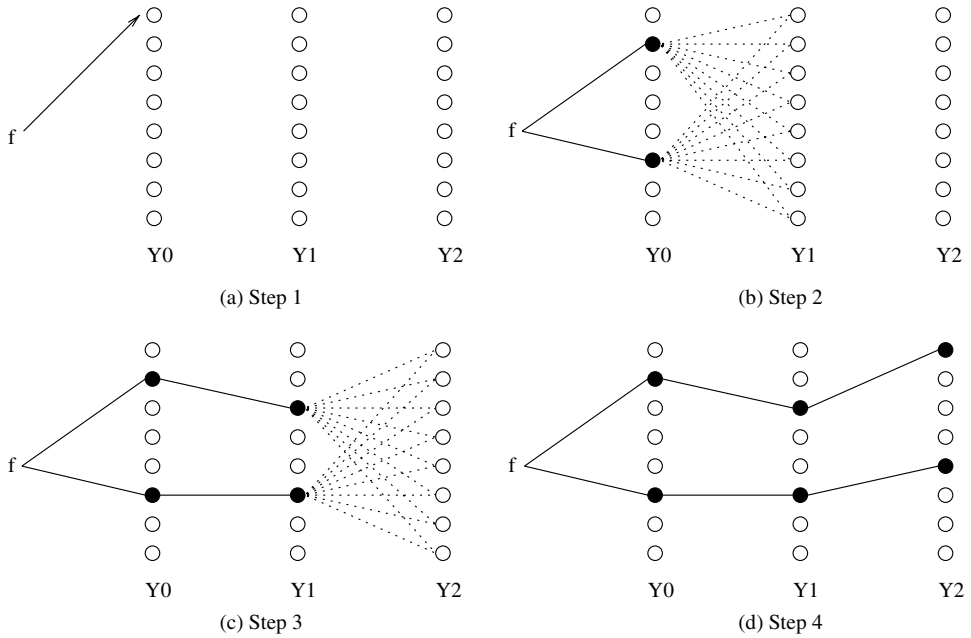 f
Y0 Y1 Y2
(a) Step 1
f
Y0 Y1 Y2
(b) Step 2
f
Y0 Y1 Y2
(c) Step 3
f
Y0 Y1 Y2
(d) Step 4